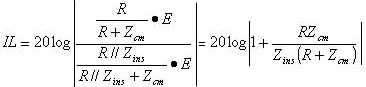 IL = 20log | (R / (R + Z_cm) • E) / (R // Z_ins / (R // Z_ins + Z_cm) • E) | = 20log | 1 + RZ_cm / (Z_ins(R + Z_cm)) |